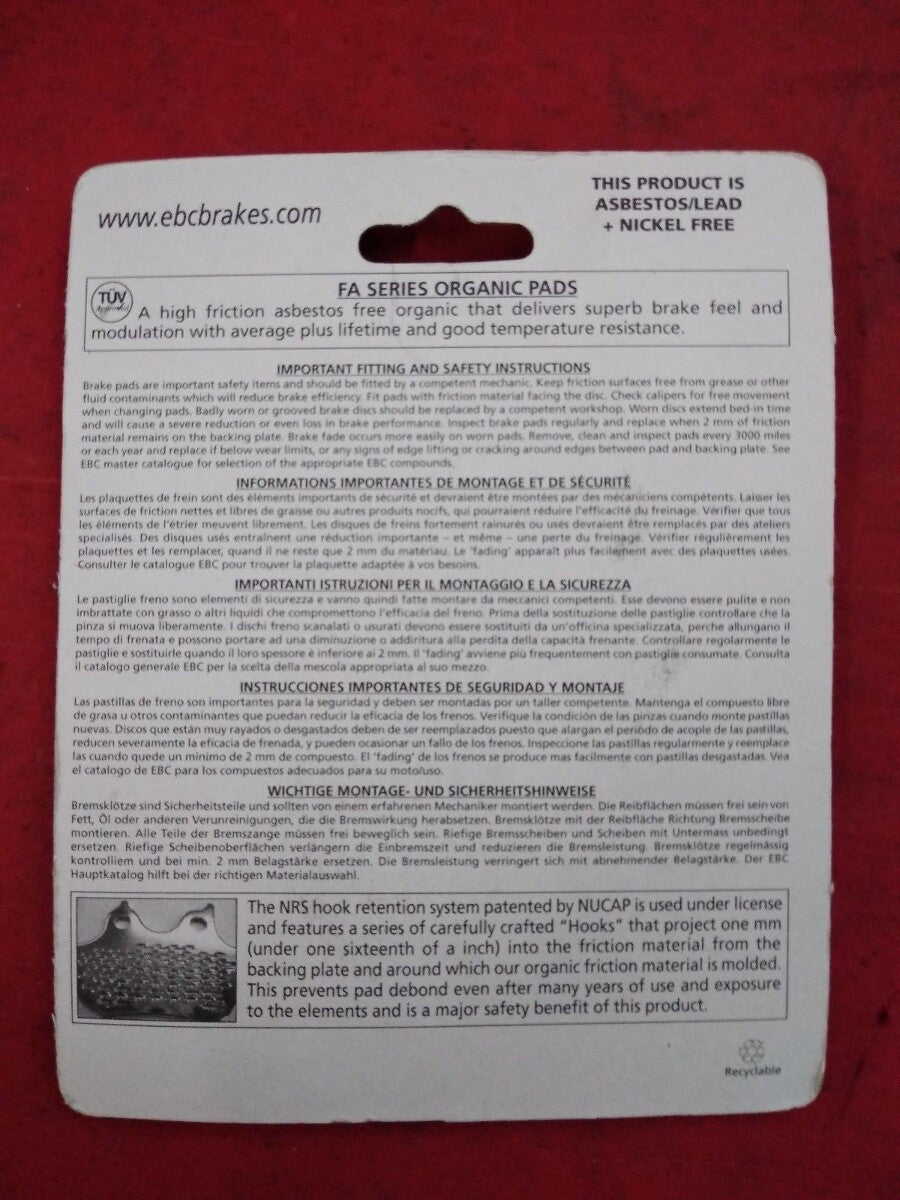 www.ebcbrakes.com
THIS PRODUCT IS
ASBESTOS/LEAD
+ NICKEL FREE
FA SERIES ORGANIC PADS
TÜV
A high friction asbestos free organic that delivers superb brake feel and
modulation with average plus lifetime and good temperature resistance.
IMPORTANT FITTING AND SAFETY INSTRUCTIONS
Brake pads are important safety items and should be fitted by a competent mechanic. Keep friction surfaces free from grease or other
fluid contaminants which will reduce brake efficiency. Fit pads with friction material facing the disc. Check calipers for free movement
when changing pads. Badly worn or grooved brake discs should be replaced by a competent workshop. Worn discs extend bed-in time
and will cause a severe reduction or even loss in brake performance. Inspect brake pads regularly and replace when 2 mm of friction
material remains on the backing plate. Brake fade occurs more easily on worn pads. Remove, clean and inspect pads every 3000 miles
or each year and replace if below wear limits, or any signs of edge lifting or cracking around edges between pad and backing plate. See
EBC master catalogue for selection of the appropriate EBC compounds.
INFORMATIONS IMPORTANTES DE MONTAGE ET DE SÉCURITÉ
Les plaquettes de frein sont des éléments importants de sécurité et devraient être montées par des mécaniciens compétents. Laisser les
surfaces de friction nettes et libres de graisse ou autres produits nocifs, qui pourraient réduire l'efficacité du freinage. Vérifier que tous
les éléments de l'étrier meuvent librement. Les disques de freins fortement rainurés ou usés devraient être remplacés par des ateliers
specialisés. Des disques usés entraînent une réduction importante – et même – une perte du freinage. Vérifier régulièrement les
plaquettes et les remplacer, quand il ne reste que 2 mm du matériau. Le 'fading' apparaît plus facilement avec des plaquettes usées.
Consulter le catalogue EBC pour trouver la plaquette adaptée à vos besoins.
IMPORTANTI ISTRUZIONI PER IL MONTAGGIO E LA SICUREZZA
Le pastiglie freno sono elementi di sicurezza e vanno quindi fatte montare da meccanici competenti. Esse devono essere pulite e non
imbrattate con grasso o altri liquidi che compromettono l'efficacia del freno. Prima della sostituzione delle pastiglie controllare che la
pinza si muova liberamente. I dischi freno scanalati o usurati devono essere sostituiti da un'officina specializzata, perche allungano il
tempo di frenata e possono portare ad una diminuzione o addiritura alla perdita della capacità frenante. Controllare regolarmente le
pastiglie e sostituirle quando il loro spessore è inferiore ai 2 mm. Il 'fading' avviene più frequentemente con pastiglie consumate. Consulta
il catalogo generale EBC per la scelta della mescola appropriata al suo mezzo.
INSTRUCCIONES IMPORTANTES DE SEGURIDAD Y MONTAJE
Las pastillas de freno son importantes para la seguridad y deben ser montadas por un taller competente. Mantenga el compuesto libre
de grasa u otros contaminantes que puedan reducir la eficacia de los frenos. Verifique la condición de las pinzas cuando monte pastillas
nuevas. Discos que están muy rayados o desgastados deben de ser reemplazados puesto que alargan el periodo de acople de las pastillas,
reducen severamente la eficacia de frenada, y pueden ocasionar un fallo de los frenos. Inspeccione las pastillas regularmente y reemplace
las cuando quede un minimo de 2 mm de compuesto. El 'fading' de los frenos se produce mas facilmente con pastillas desgastadas. Vea
el catalogo de EBC para los compuestos adecuados para su moto/uso.
WICHTIGE MONTAGE- UND SICHERHEITSHINWEISE
Bremsklötze sind Sicherheitsteile und sollten von einem erfahrenen Mechaniker montiert werden. Die Reibflächen müssen frei sein von
Fett, Öl oder anderen Verunreinigungen, die die Bremswirkung herabsetzen. Bremsklötze mit der Reibfläche Richtung Bremsscheibe
montieren. Alle Teile der Bremszange müssen frei beweglich sein. Riefige Bremsscheiben und Scheiben mit Untermass unbedingt
ersetzen. Riefige Scheibenoberflächen verlängern die Einbremszeit und reduzieren die Bremsleistung. Bremsklötze regelmässig
kontrolliem und bei min. 2 mm Belagstärke ersetzen. Die Bremsleistung verringert sich mit abnehmender Belagstärke. Der EBC
Hauptkatalog hilft bei der richtigen Materialauswahl.
The NRS hook retention system patented by NUCAP is used under license
and features a series of carefully crafted "Hooks" that project one mm
(under one sixteenth of a inch) into the friction material from the
backing plate and around which our organic friction material is molded.
This prevents pad debond even after many years of use and exposure
to the elements and is a major safety benefit of this product.
Recyclable